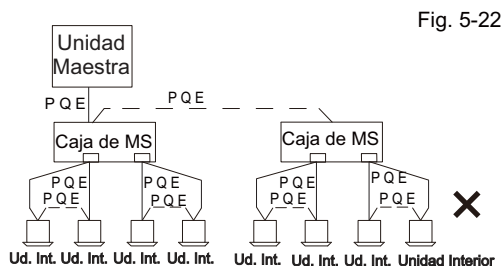 Fig. 5-22
Unidad
Maestra
P Q E
P Q E
Caja de MS
Caja de MS
P Q E
P Q E
P Q E
P Q E
P Q E
P Q E
P Q E
P Q E
Ud. Int. Ud. Int. Ud. Int. Ud. Int.
Ud. Int. Ud. Int. Ud. Int. Unidad Interior